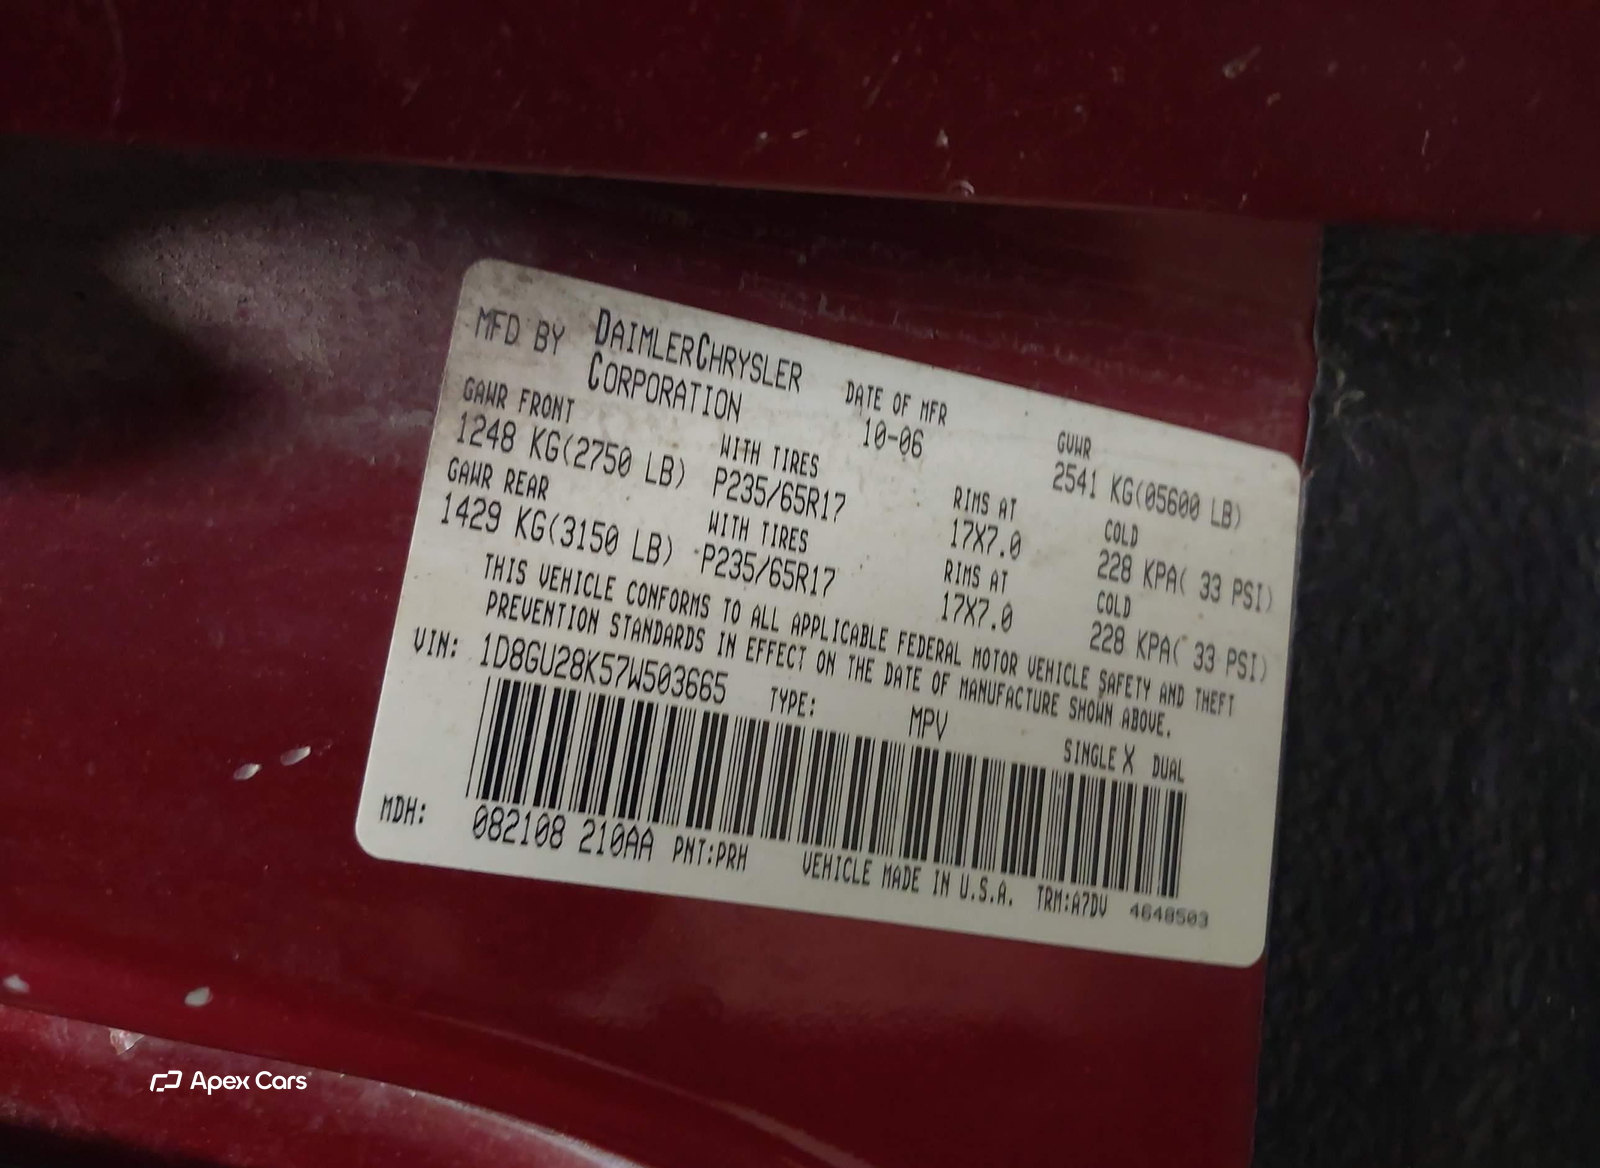 MFD BY DAIMLERCHRYSLER CORPORATION
DATE OF MFR 10-06
GVWR 2541 KG(05600 LB)
GAWR FRONT
1248 KG(2750 LB)
WITH TIRES
P235/65R17
RIMS AT
17X7.0
COLD
228 KPA( 33 PSI)
GAWR REAR
1429 KG(3150 LB)
WITH TIRES
P235/65R17
RIMS AT
17X7.0
COLD
228 KPA( 33 PSI)
THIS VEHICLE CONFORMS TO ALL APPLICABLE FEDERAL MOTOR VEHICLE SAFETY AND THEFT
PREVENTION STANDARDS IN EFFECT ON THE DATE OF MANUFACTURE SHOWN ABOVE.
VIN: 1D8GU28K57W503665 TYPE: MPV SINGLE X DUAL
MDH: 082108 210AA PNT:PRH VEHICLE MADE IN U.S.A. TRM:A7DV 4648503
Apex Cars